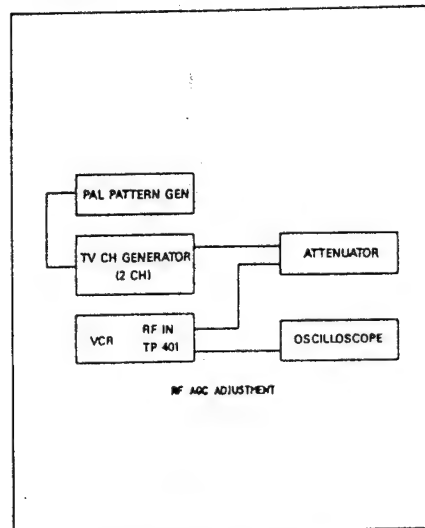 PAL PATTERN GEN
TV CH GENERATOR
(2 CH)
ATTENUATOR
VCR
RF IN
TP 401
OSCILLOSCOPE
RF AGC ADJUSTMENT